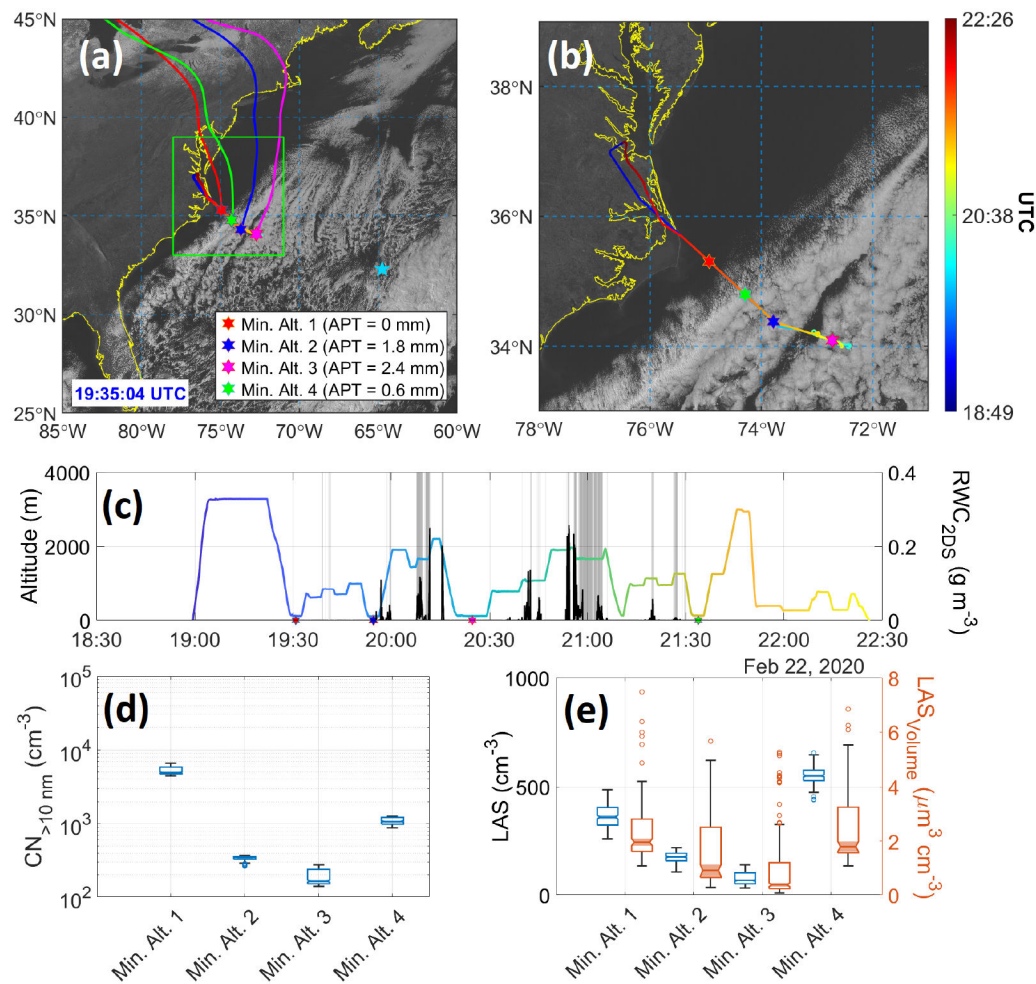 (a)
45°N
40°N
35°N
30°N
25°N
85°W
80°W
75°W
70°W
65°W
60°W
Min. Alt. 1 (APT = 0 mm)
Min. Alt. 2 (APT = 1.8 mm)
Min. Alt. 3 (APT = 2.4 mm)
Min. Alt. 4 (APT = 0.6 mm)
19:35:04 UTC
(b)
38°N
36°N
34°N
78°W
76°W
74°W
72°W
22:26
20:38
18:49
UTC
(c)
Altitude (m)
4000
2000
0
0.4
0.2
0
RWC2DS (g m-3)
18:30
19:00
19:30
20:00
20:30
21:00
21:30
22:00
22:30
Feb 22, 2020
(d)
CN>10 nm (cm-3)
10^5
10^4
10^3
10^2
Min. Alt. 1
Min. Alt. 2
Min. Alt. 3
Min. Alt. 4
(e)
LAS (cm-3)
1000
500
0
8
6
4
2
0
LASVolume (μm3 cm-3)
Min. Alt. 1
Min. Alt. 2
Min. Alt. 3
Min. Alt. 4